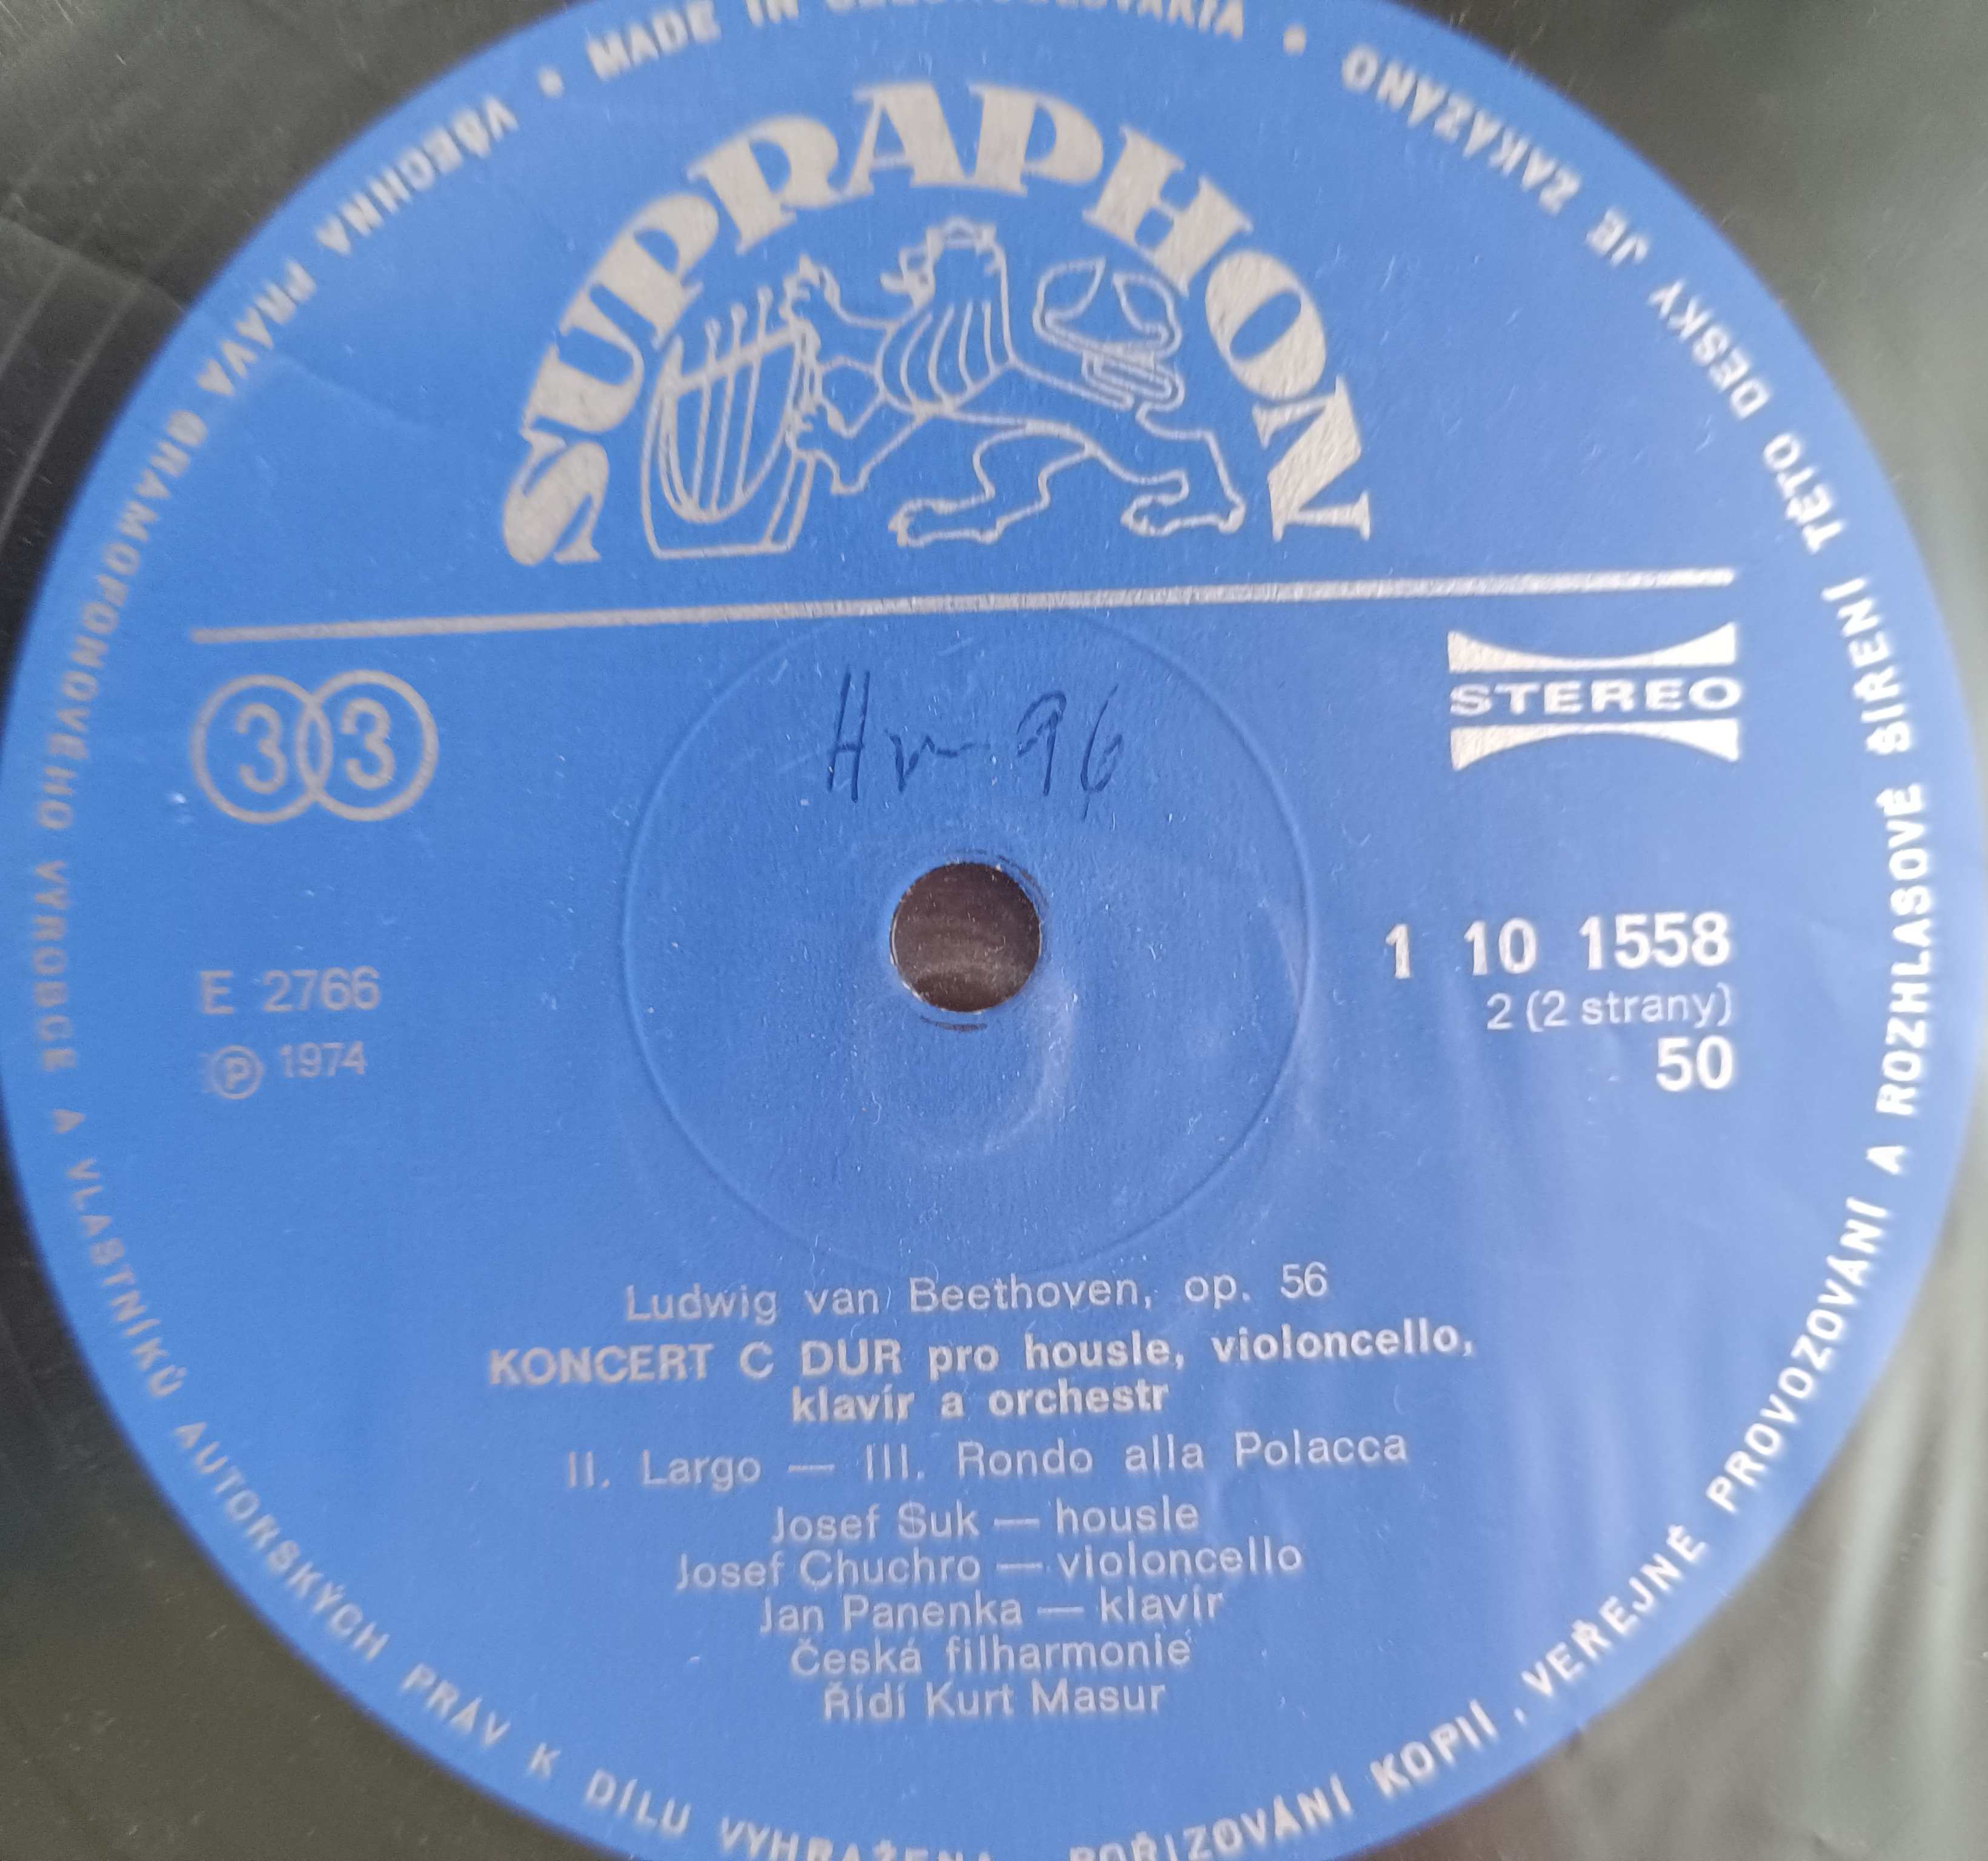 MADE IN CZECHOSLOVAKIA • VŠECHNA PRÁVA GRAMOFONOVÉHO VÝROBCE A VLASTNÍKŮ AUTORSKÝCH PRÁV K DÍLU VYHRAŽENA. POŘIZOVÁNÍ KOPIÍ, VEŘEJNÉ PROVOZOVÁNÍ A ROZHLASOVÉ ŠÍŘENÍ TÉTO DESKY JE ZAKÁZÁNO •
SUPRAPHON
33
STEREO
96
E 2766
1 10 1558
2 (2 strany)
Ⓟ 1974
50
Ludwig van Beethoven, op. 56
KONCERT C DUR pro housle, violoncello,
klavír a orchestr
II. Largo — III. Rondo alla Polacca
Josef Suk — housle
Josef Chuchro — violoncello
Jan Panenka — klavír
Česká filharmonie
Řídí Kurt Masur